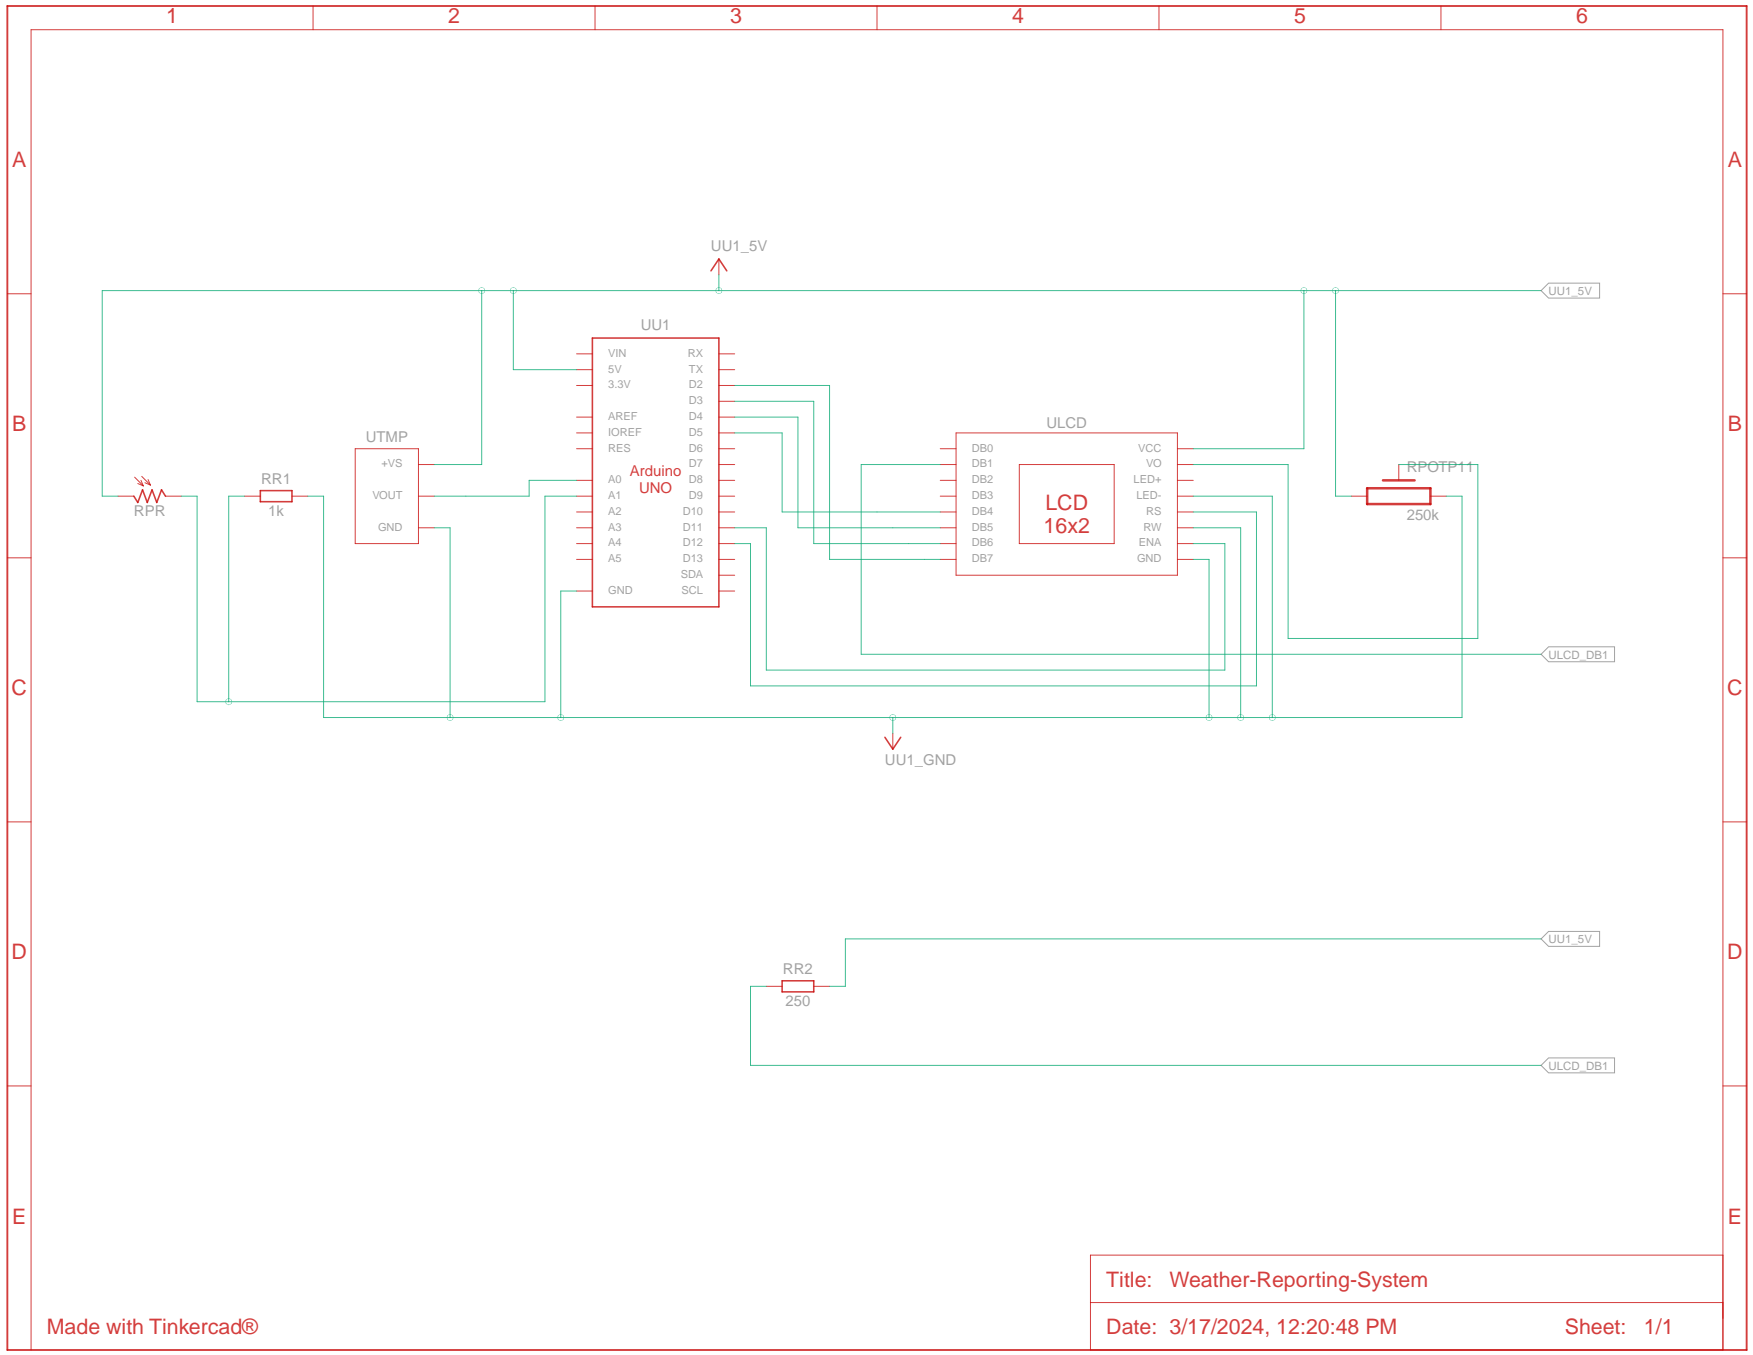 1 2 3 4 5 6
A A
UU1_5V
UU1_5V
UU1
VIN RX
5V TX
3.3V D2
D3
B AREF D4 B
ULCD
IOREF D5
UTMP
RES D6
DB0 VCC
+VS
D7
DB1 VO
RPOTP11
Arduino
UNO
RR1
A0 D8
DB2 LED+
RPR
1k
VOUT
A1 D9
DB3 LED-
LCD
16x2
250k
A2 D10
DB4 RS
GND
A3 D11
DB5 RW
A4 D12
DB6 ENA
A5 D13
DB7 GND
SDA
GND SCL
ULCD_DB1
C C
UU1_GND
D D
UU1_5V
RR2
250
ULCD_DB1
E E
Title: Weather-Reporting-System
Made with Tinkercad®
Date: 3/17/2024, 12:20:48 PM Sheet: 1/1